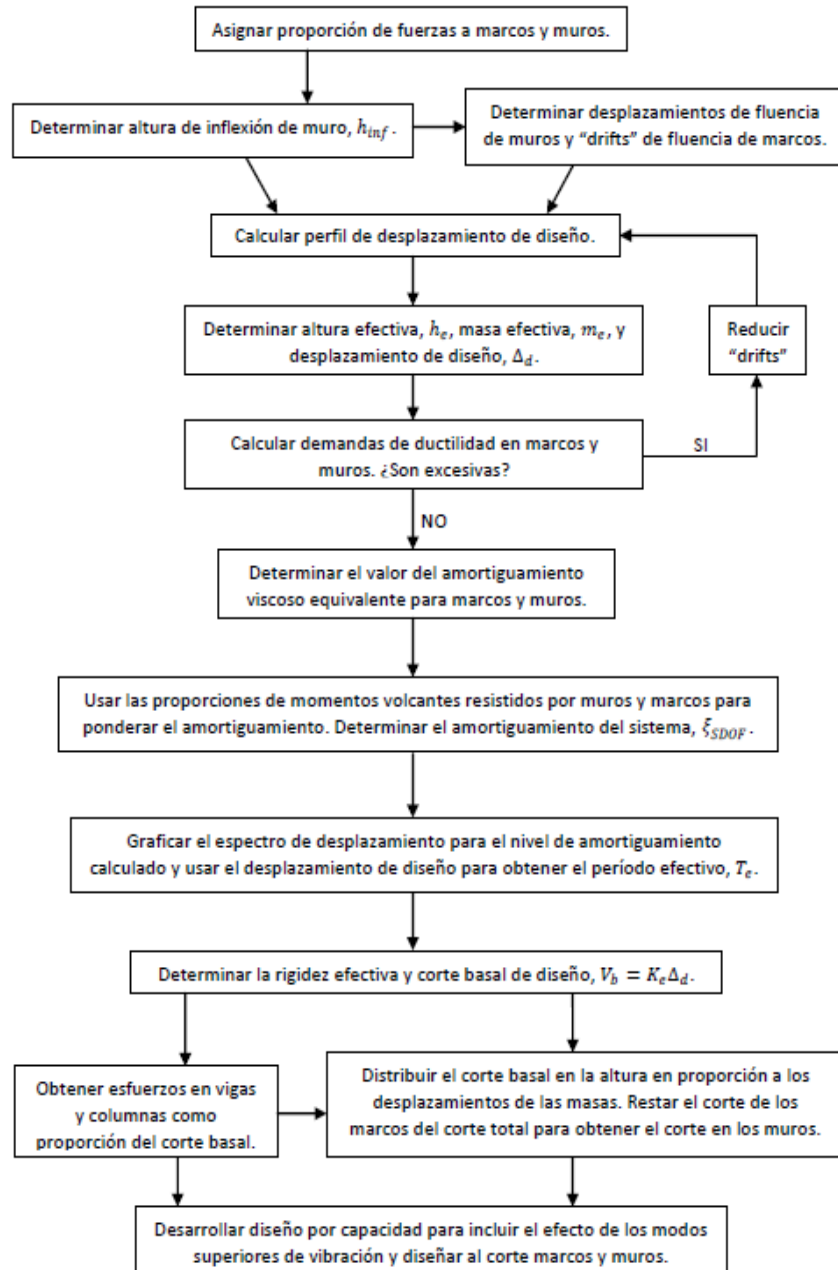 Asignar proporción de fuerzas a marcos y muros.
Determinar altura de inflexión de muro, h_inf.
Determinar desplazamientos de fluencia
de muros y “drifts” de fluencia de marcos.
Calcular perfil de desplazamiento de diseño.
Determinar altura efectiva, h_e, masa efectiva, m_e, y
desplazamiento de diseño, Δ_d.
Reducir
“drifts”
Calcular demandas de ductilidad en marcos y
muros. ¿Son excesivas?
SI
NO
Determinar el valor del amortiguamiento
viscoso equivalente para marcos y muros.
Usar las proporciones de momentos volcantes resistidos por muros y marcos para
ponderar el amortiguamiento. Determinar el amortiguamiento del sistema, ξ_SDOF.
Graficar el espectro de desplazamiento para el nivel de amortiguamiento
calculado y usar el desplazamiento de diseño para obtener el período efectivo, T_e.
Determinar la rigidez efectiva y corte basal de diseño, V_b = K_e Δ_d.
Obtener esfuerzos en vigas
y columnas como
proporción del corte basal.
Distribuir el corte basal en la altura en proporción a los
desplazamientos de las masas. Restar el corte de los
marcos del corte total para obtener el corte en los muros.
Desarrollar diseño por capacidad para incluir el efecto de los modos
superiores de vibración y diseñar al corte marcos y muros.